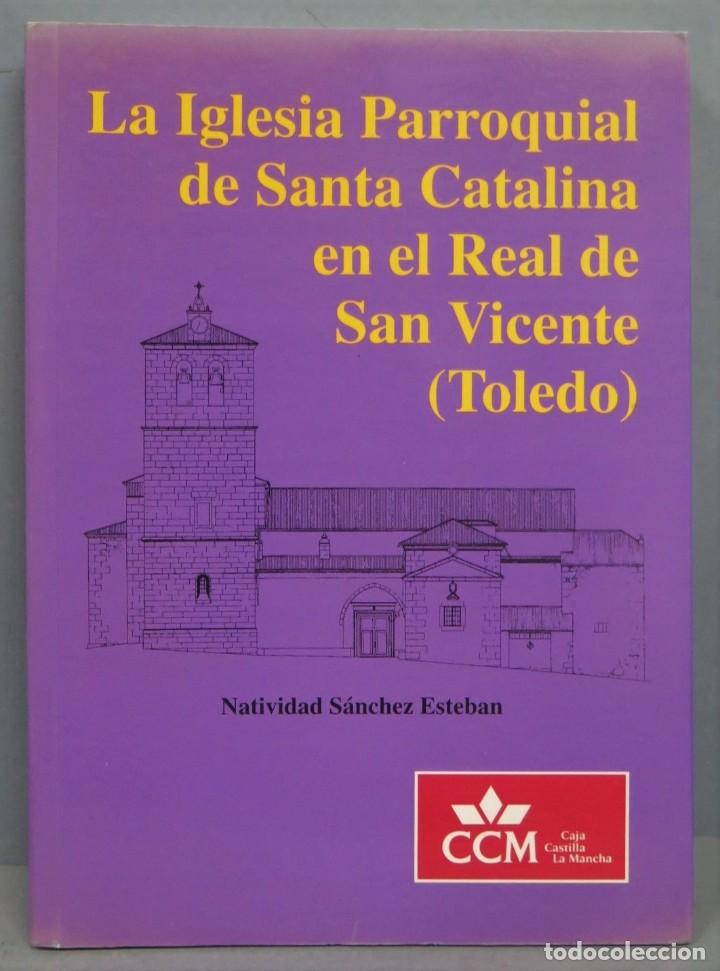 La Iglesia Parroquial
de Santa Catalina
en el Real de
San Vicente
(Toledo)
Natividad Sánchez Esteban
CCM
Caja
Castilla
La Mancha
todocoleccion